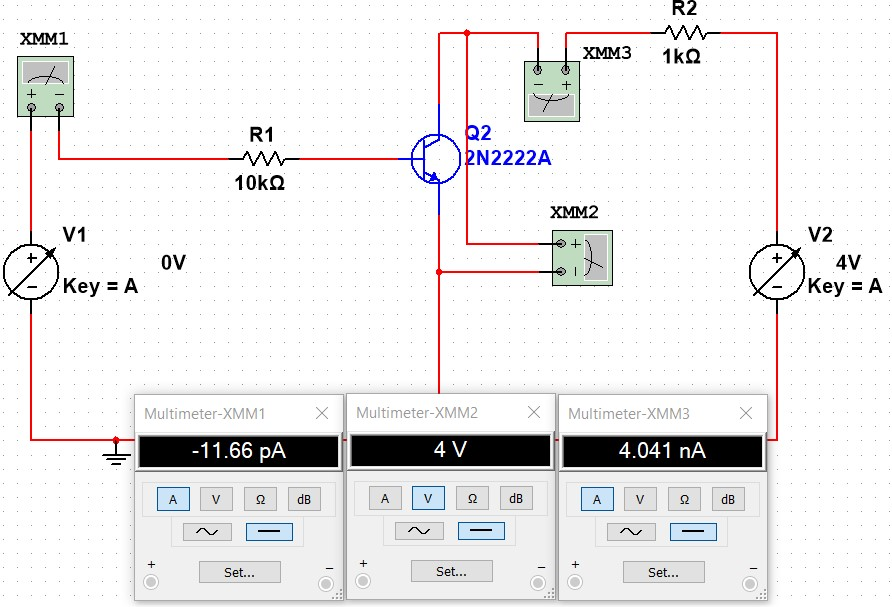 R2
XMM1
XMM3
1kΩ
+ −
− +
R1
Q2
2N2222A
10kΩ
XMM2
V1
V2
+
0V
4V
−
Key = A
Key = A
Multimeter-XMM1
Multimeter-XMM2
Multimeter-XMM3
-11.66 pA
4 V
4.041 nA
A V Ω dB
A V Ω dB
A V Ω dB
+ Set... −
+ Set... −
+ Set... −